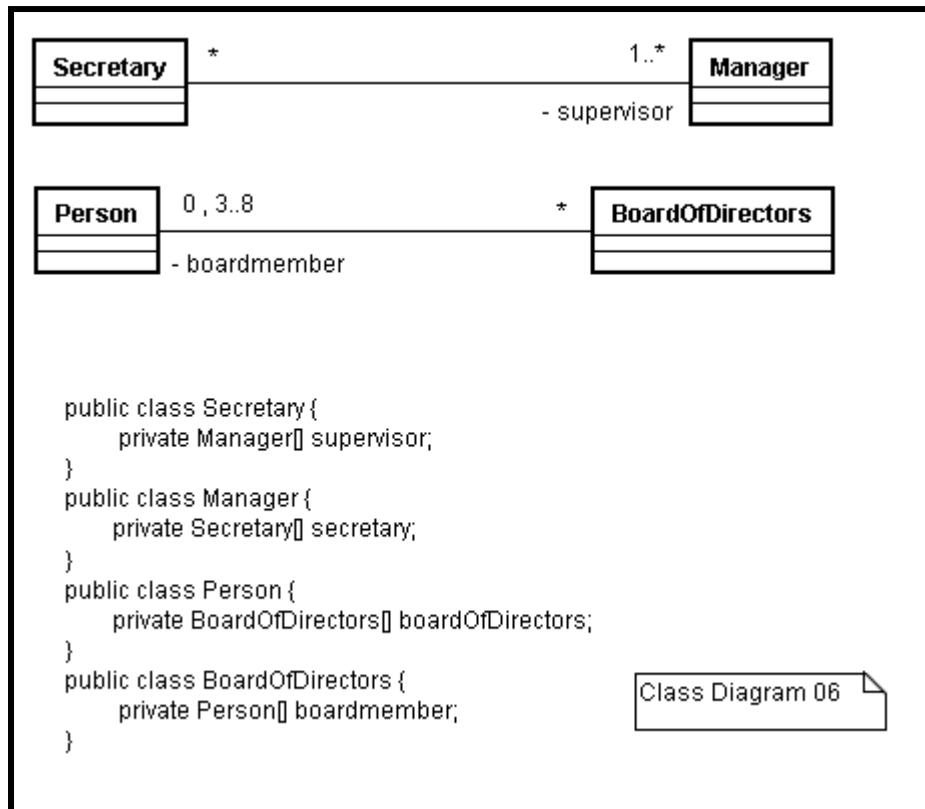 Secretary
*
1..*
Manager
- supervisor
Person
0 , 3..8
*
BoardOfDirectors
- boardmember
public class Secretary {
private Manager[] supervisor;
}
public class Manager {
private Secretary[] secretary;
}
public class Person {
private BoardOfDirectors[] boardOfDirectors;
}
public class BoardOfDirectors {
private Person[] boardmember;
}
Class Diagram 06